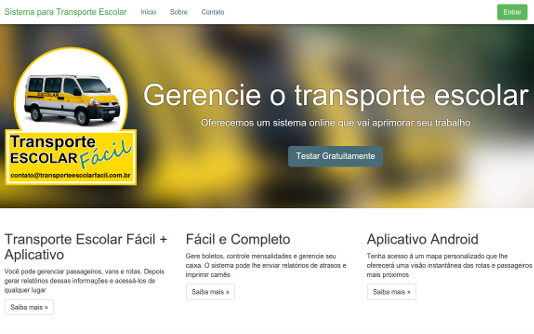 Sistema para Transporte Escolar Início Sobre Contato Entrar
Gerencie o transporte escolar
Oferecemos um sistema online que vai aprimorar seu trabalho
Testar Gratuitamente
ESCOLAR
Transporte
ESCOLAR Fácil
contato@transporteescolarfacil.com.br
Transporte Escolar Fácil +
Aplicativo
Você pode gerenciar passageiros, vans e rotas. Depois
gerar relatórios dessas informações e acessá-los de
qualquer lugar
Saiba mais »
Fácil e Completo
Gere boletos, controle mensalidades e gerencie seu
caixa. O sistema pode lhe enviar relatórios de atrasos e
imprimir carnês
Saiba mais »
Aplicativo Android
Tenha acesso à um mapa personalizado que lhe
oferecerá uma visão instantânea das rotas e passageiros
mais próximos
Saiba mais »